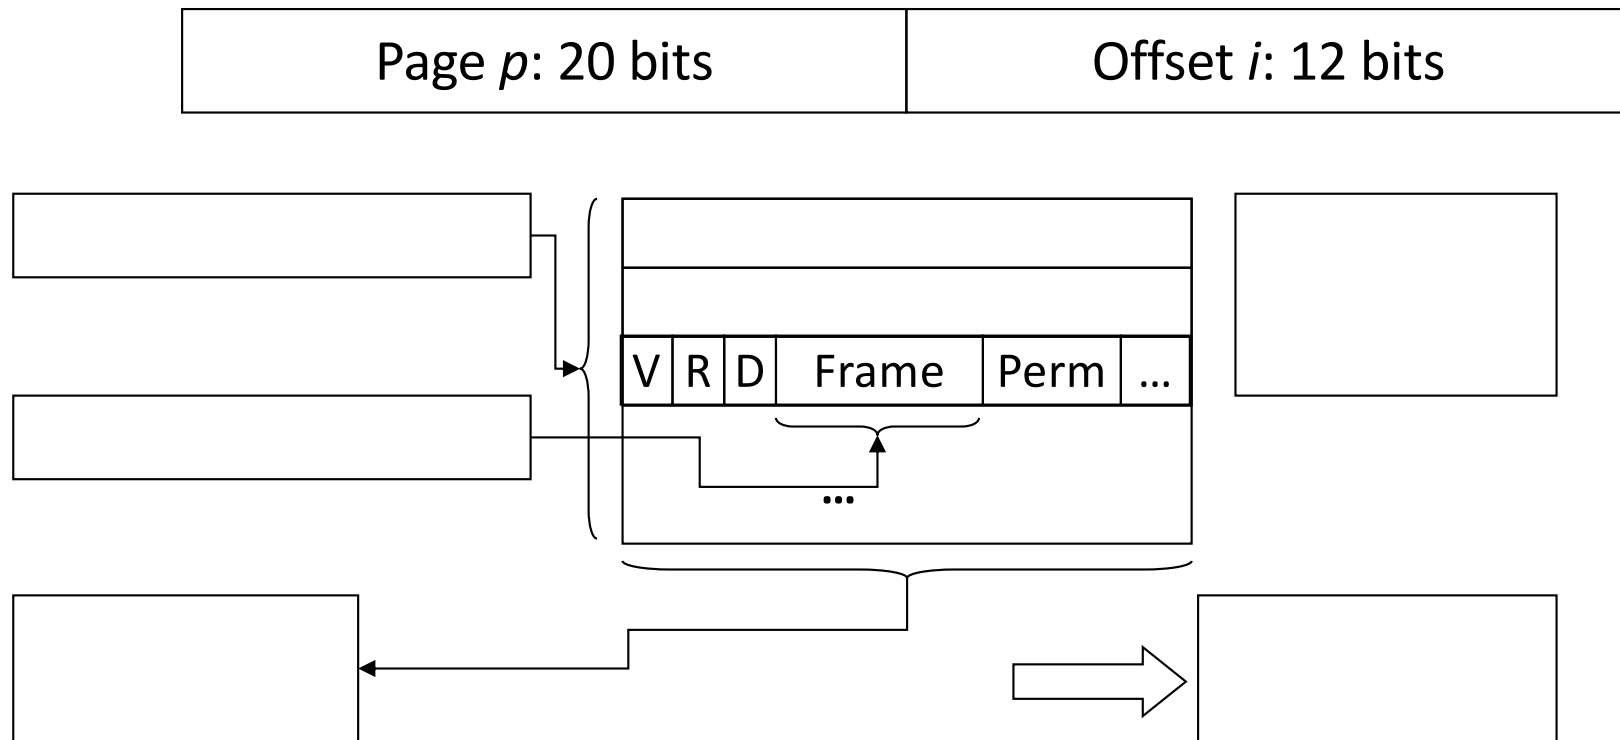 Page p: 20 bits Offset i: 12 bits
V R D Frame Perm ...
...